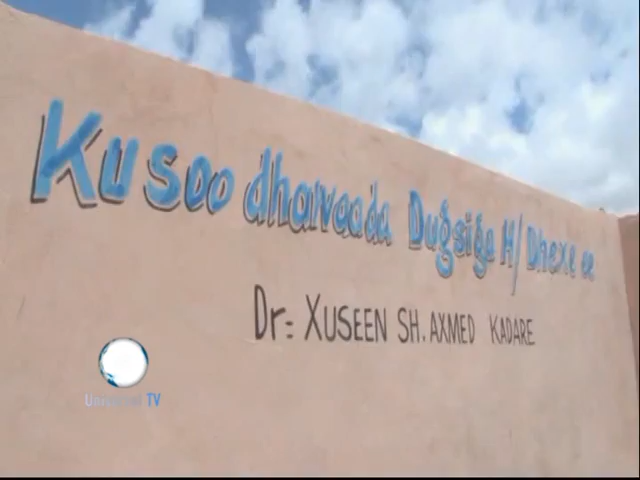 Kusoo dhawaada Dugsiga H/Dhexe ee
Dr= XUSEEN SH. AXMED KADARE
Universal TV